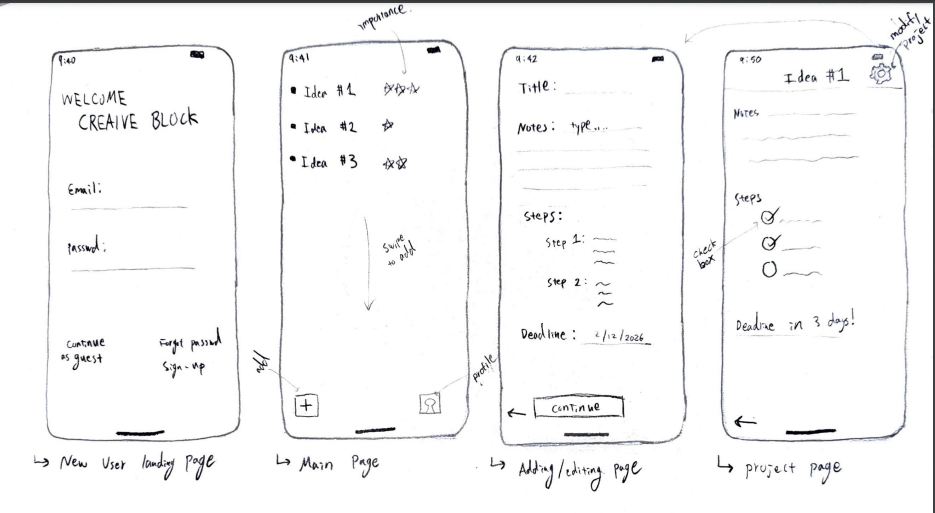 9:40
WELCOME
CREAIVE BLOCK
Email:
Passwd:
Continue
as guest
Forgot passwd
Sign-up
New User landing page
importance.
9:41
Idea #1
Idea #2
Idea #3
Swipe
to add
add
+
profile
Main Page
9:42
Title:
Notes: type....
Steps:
Step 1:
Step 2:
Deadline: 2/12/2026
Continue
Adding/editing page
modify
project
9:50
Idea #1
Notes
Steps
check
box
Deadline in 3 days!
project page